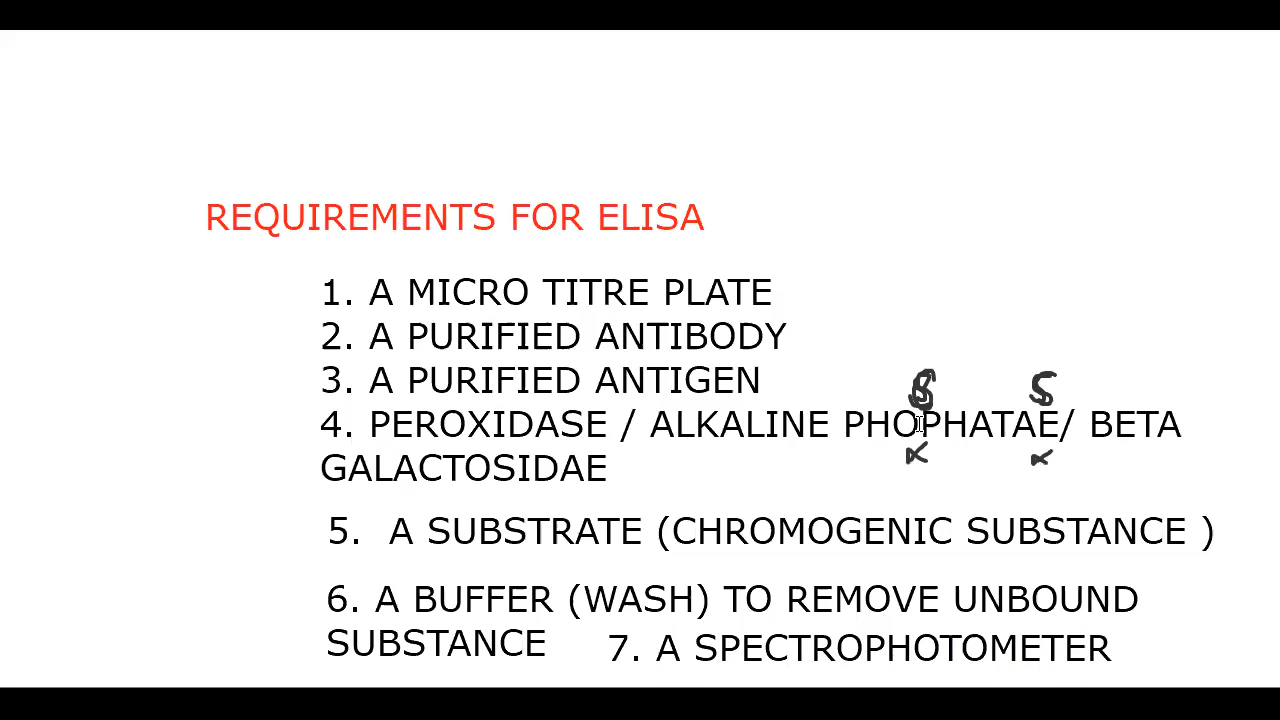 REQUIREMENTS FOR ELISA
1. A MICRO TITRE PLATE
2. A PURIFIED ANTIBODY
3. A PURIFIED ANTIGEN
S S
4. PEROXIDASE / ALKALINE PHOPHATAE/ BETA
GALACTOSIDAE
5. A SUBSTRATE (CHROMOGENIC SUBSTANCE )
6. A BUFFER (WASH) TO REMOVE UNBOUND
SUBSTANCE
7. A SPECTROPHOTOMETER